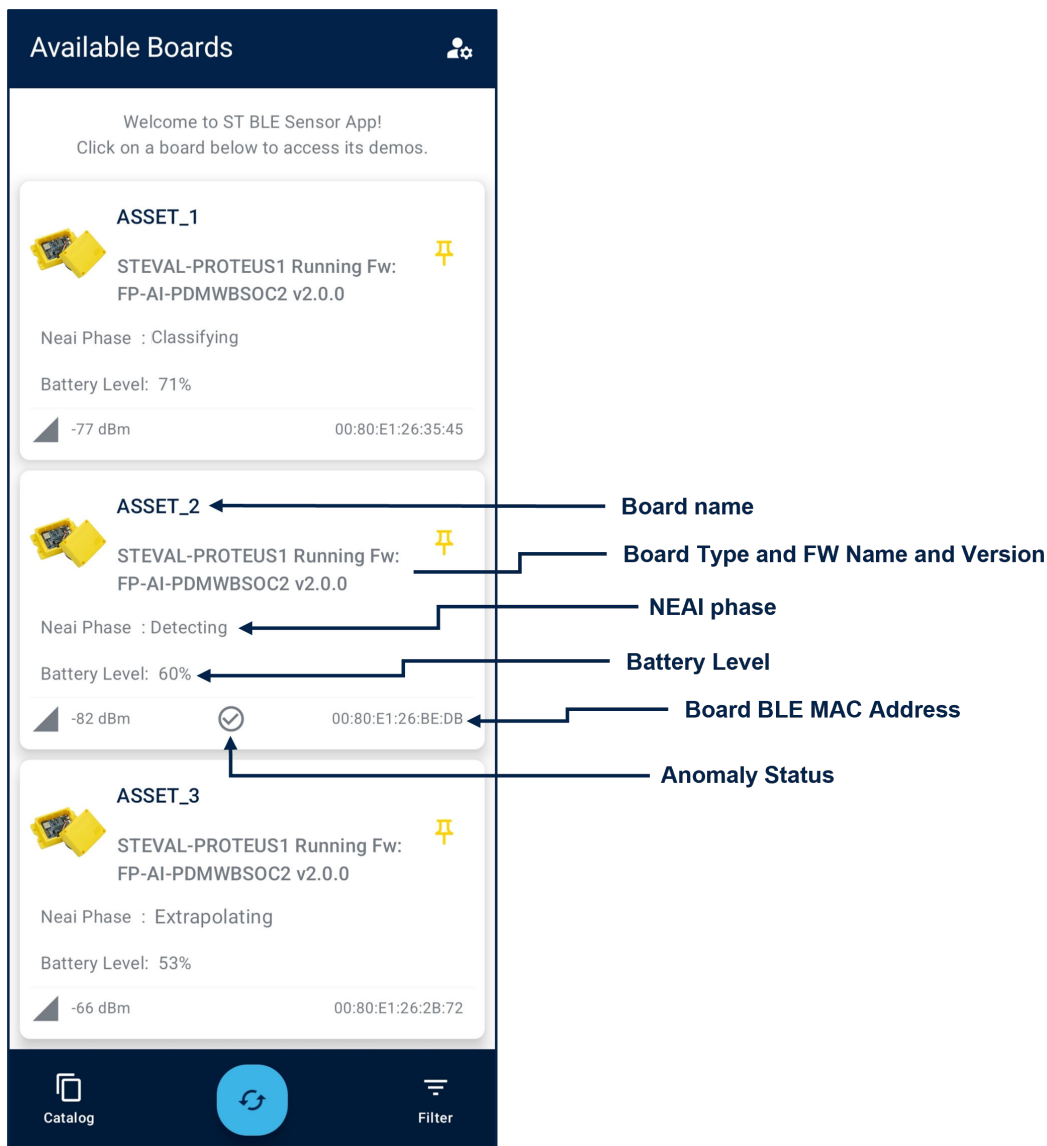 Available Boards
Welcome to ST BLE Sensor App!
Click on a board below to access its demos.
ASSET_1
STEVAL-PROTEUS1 Running Fw:
FP-AI-PDMWBSOC2 v2.0.0
Neai Phase : Classifying
Battery Level: 71%
-77 dBm 00:80:E1:26:35:45
ASSET_2
Board name
STEVAL-PROTEUS1 Running Fw:
FP-AI-PDMWBSOC2 v2.0.0
Board Type and FW Name and Version
Neai Phase : Detecting
NEAI phase
Battery Level: 60%
Battery Level
-82 dBm 00:80:E1:26:BE:DB
Board BLE MAC Address
Anomaly Status
ASSET_3
STEVAL-PROTEUS1 Running Fw:
FP-AI-PDMWBSOC2 v2.0.0
Neai Phase : Extrapolating
Battery Level: 53%
-66 dBm 00:80:E1:26:2B:72
Catalog
Filter